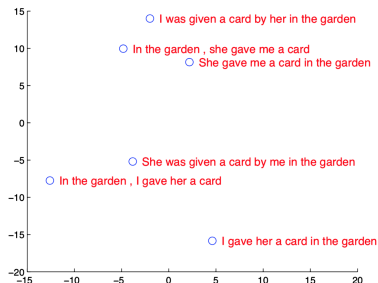 15
I was given a card by her in the garden
10
In the garden , she gave me a card
She gave me a card in the garden
5
0
−5
She was given a card by me in the garden
In the garden , I gave her a card
−10
−15
I gave her a card in the garden
−20
−15 −10 −5 0 5 10 15 20